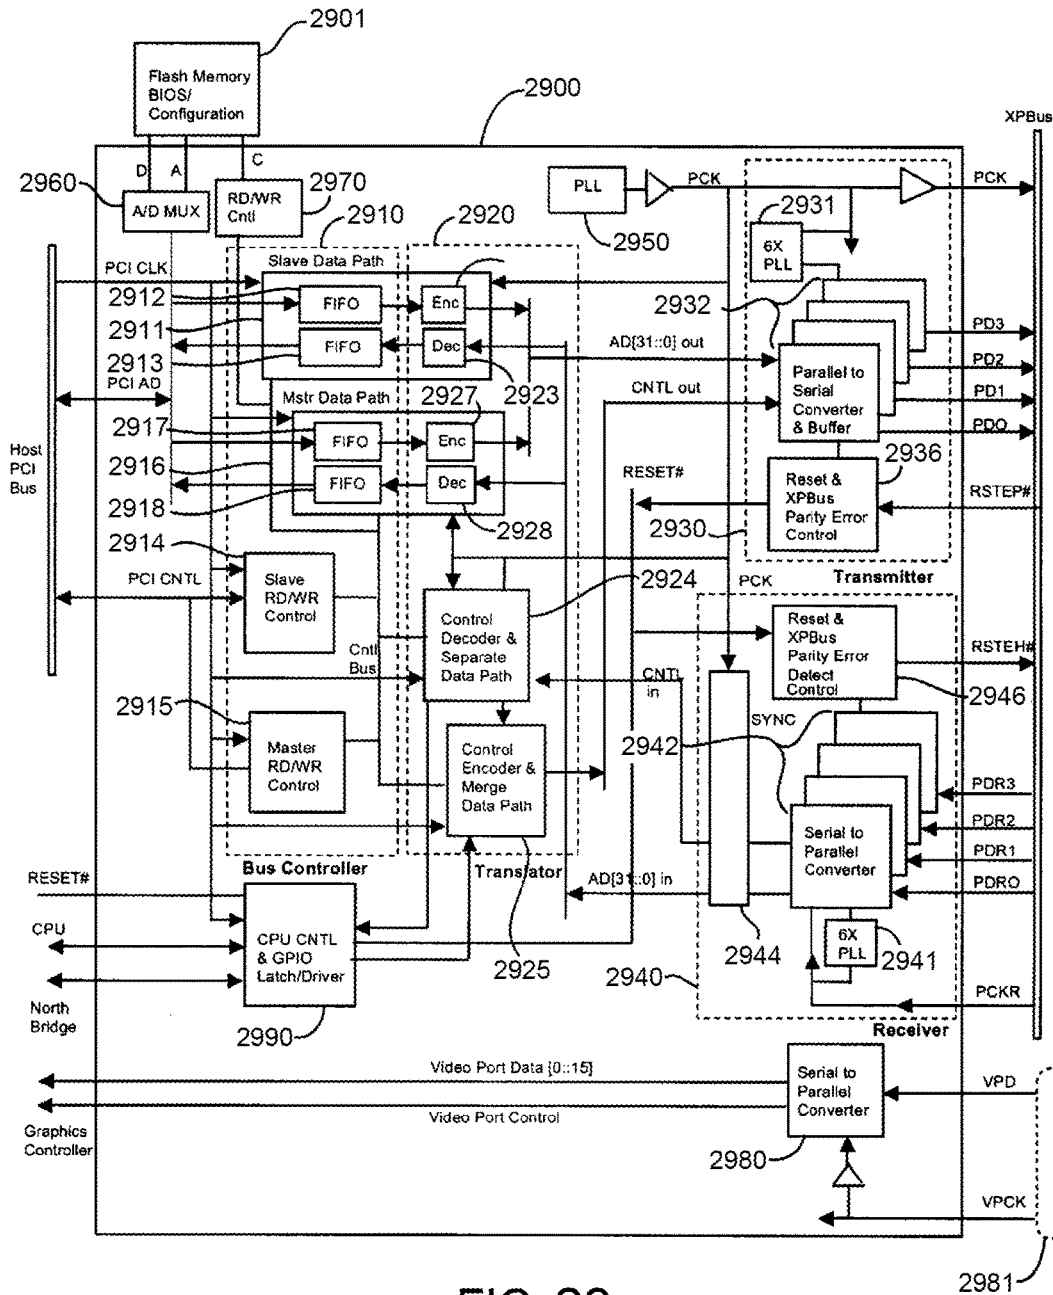 2901
Flash Memory
BIOS/
Configuration
2900
XPBus
D
A
C
2960
A/D MUX
RD/WR
Cntl
2970
2910
2920
PLL
2950
PCK
PCK
2931
6X
PLL
Slave Data Path
PCI CLK
2912
FIFO
Enc
2932
2911
FIFO
Dec
PD3
2913
AD[31::0] out
PD2
PCI AD
2923
CNTL out
Parallel to
Serial
Converter
& Buffer
PD1
PDO
Mstr Data Path
2927
2917
FIFO
Enc
Host
PCI
Bus
2916
RESET#
2936
FIFO
Dec
2918
2928
Reset &
XPBus
Parity Error
Control
RSTEP#
2930
2914
PCI CNTL
Slave
RD/WR
Control
2924
PCK
Transmitter
Control
Decoder &
Separate
Data Path
Reset &
XPBus
Parity Error
Detect
Control
RSTEH#
Cntl
Bus
CNTL
in
2946
2915
SYNC
2942
Master
RD/WR
Control
Control
Encoder &
Merge
Data Path
PDR3
PDR2
Serial to
Parallel
Converter
PDR1
Bus Controller
Translator
RESET#
AD[31::0] in
PDRO
CPU
CPU CNTL
& GPIO
Latch/Driver
2925
2944
6X
PLL
2941
2940
PCKR
North
Bridge
2990
Receiver
Video Port Data [0::15]
Serial to
Parallel
Converter
VPD
Video Port Control
Graphics
Controller
2980
VPCK
2981